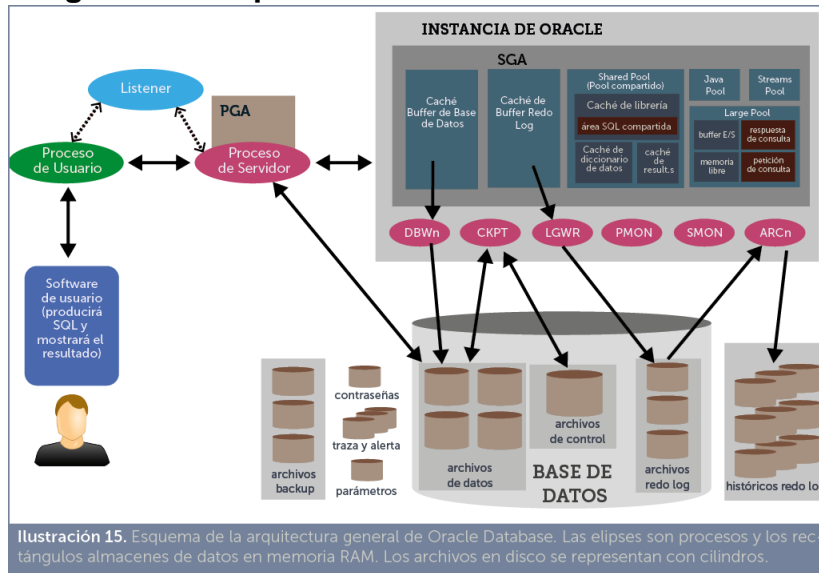 INSTANCIA DE ORACLE
SGA
Listener
PGA
Proceso
de Usuario
Proceso
de Servidor
Caché
Buffer de Base
de Datos
Caché de
Buffer Redo
Log
Shared Pool
(Pool compartido)
Caché de librería
área SQL compartida
Caché de
diccionario
de datos
caché
de
result.s
Java
Pool
Streams
Pool
Large Pool
buffer E/S
respuesta
de consulta
memoria
libre
petición
de consulta
DBWn
CKPT
LGWR
PMON
SMON
ARCn
Software
de usuario
(producirá
SQL y
mostrará el
resultado)
archivos
backup
contraseñas
traza y alerta
parámetros
archivos
de datos
archivos
de control
BASE DE
DATOS
archivos
redo log
históricos redo lo
Ilustración 15. Esquema de la arquitectura general de Oracle Database. Las elipses son procesos y los rec-
tángulos almacenes de datos en memoria RAM. Los archivos en disco se representan con cilindros.